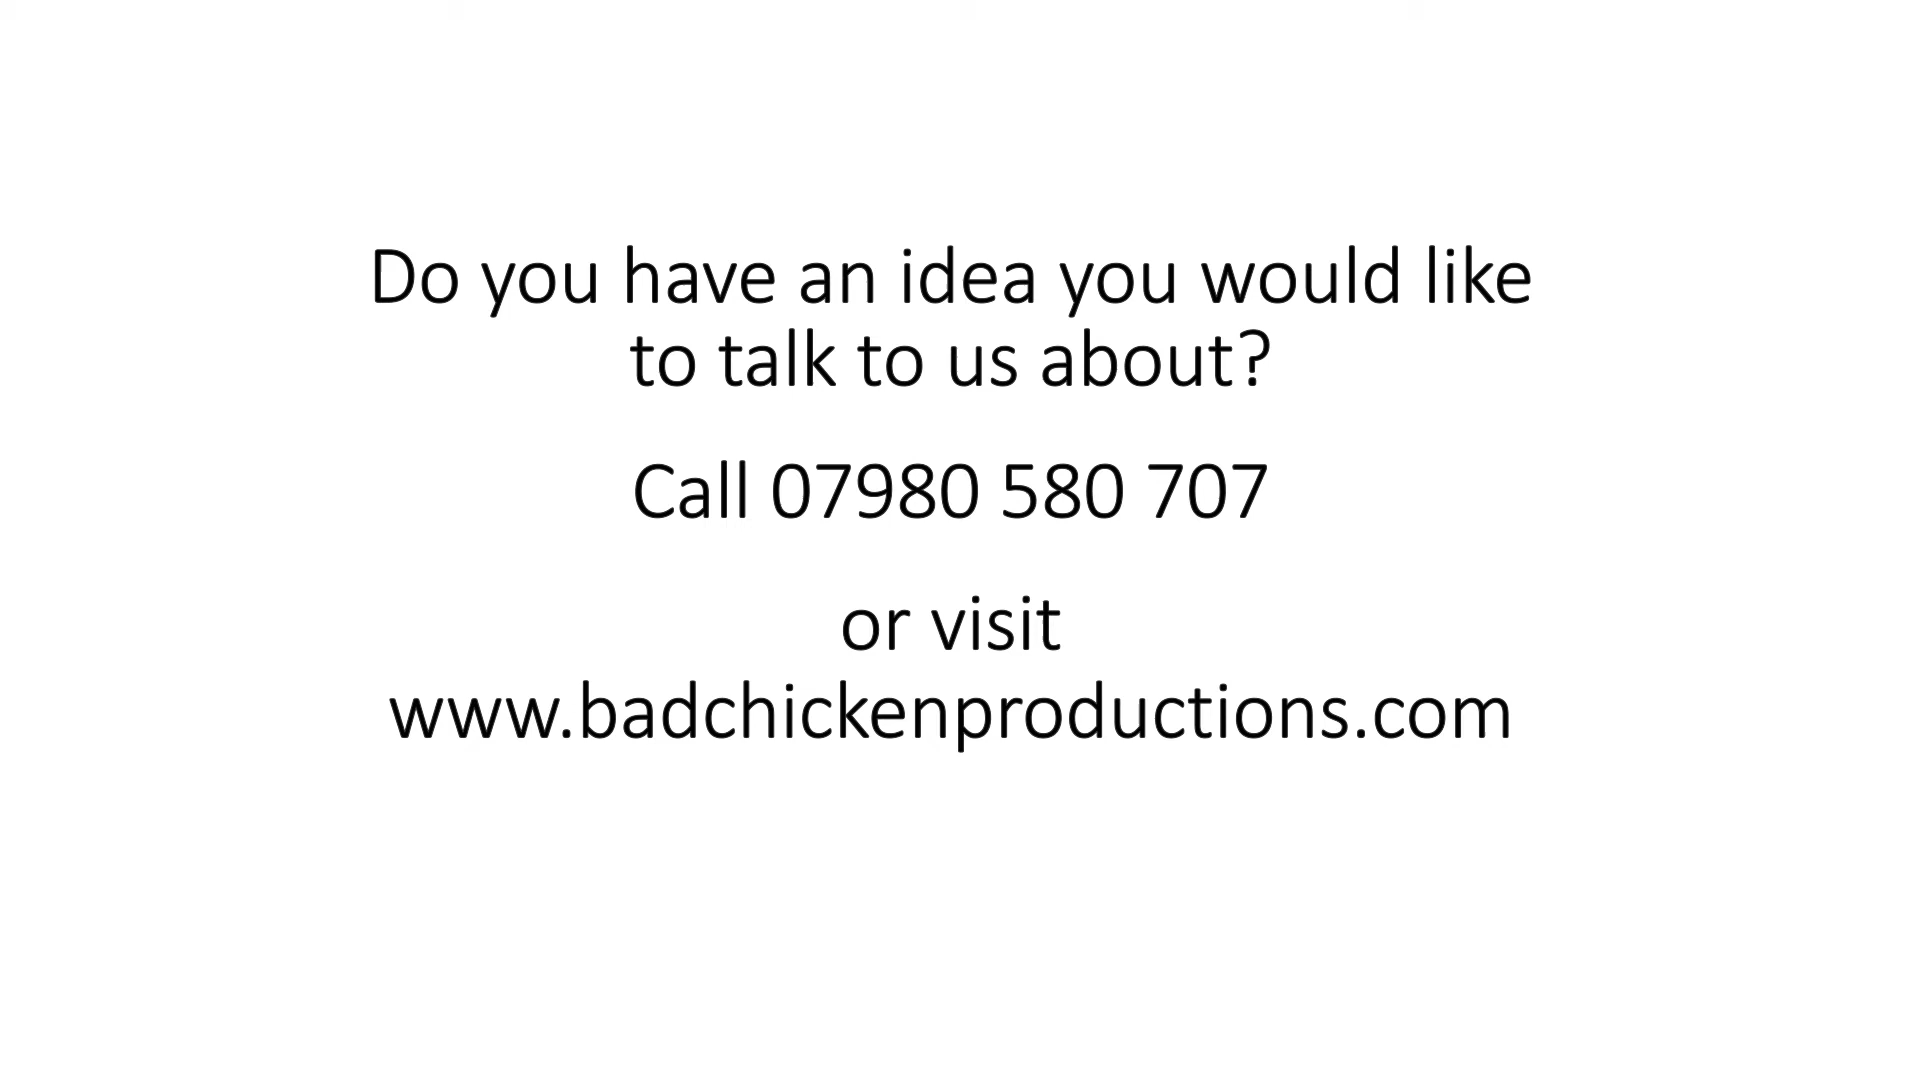 Do you have an idea you would like
to talk to us about?
Call 07980 580 707
or visit
www.badchickenproductions.com